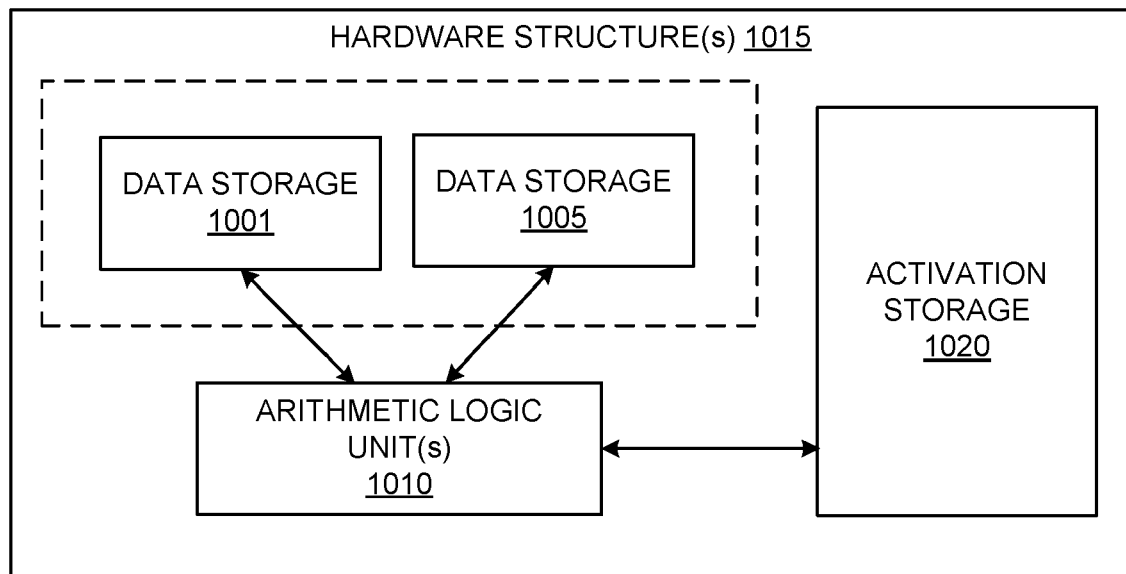 HARDWARE STRUCTURE(s) 1015
DATA STORAGE
1001
DATA STORAGE
1005
ACTIVATION
STORAGE
1020
ARITHMETIC LOGIC
UNIT(s)
1010